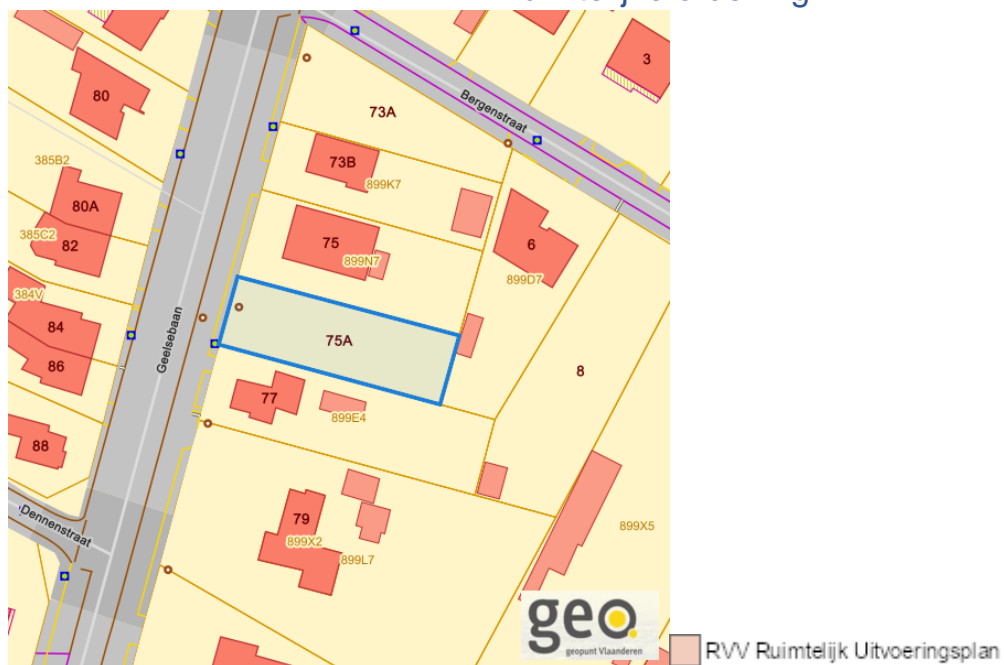 3
Bergenstraat
80
73A
385B2
73B
899K7
80A
385C2
82
75
6
899N7
899D7
384V
84
Geelsebaan
75A
86
8
77
899E4
88
Dennenstraat
79
899X2
899L7
899X5
geo
geopunt Vlaanderen
RVV Ruimtelijk Uitvoeringsplan